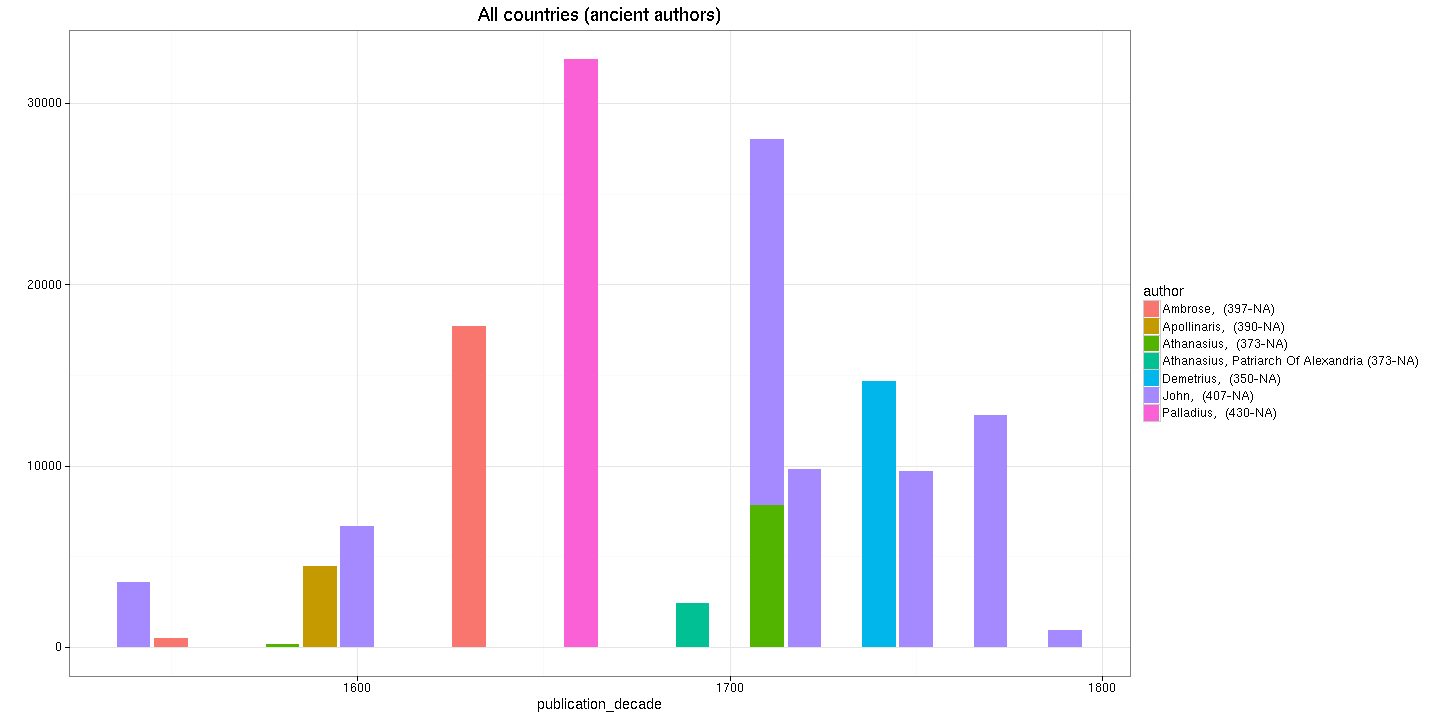 All countries (ancient authors)
30000
20000
10000
0
1600
1700
1800
publication_decade
author
Ambrose,  (397-NA)
Apollinaris,  (390-NA)
Athanasius,  (373-NA)
Athanasius, Patriarch Of Alexandria (373-NA)
Demetrius,  (350-NA)
John,  (407-NA)
Palladius,  (430-NA)